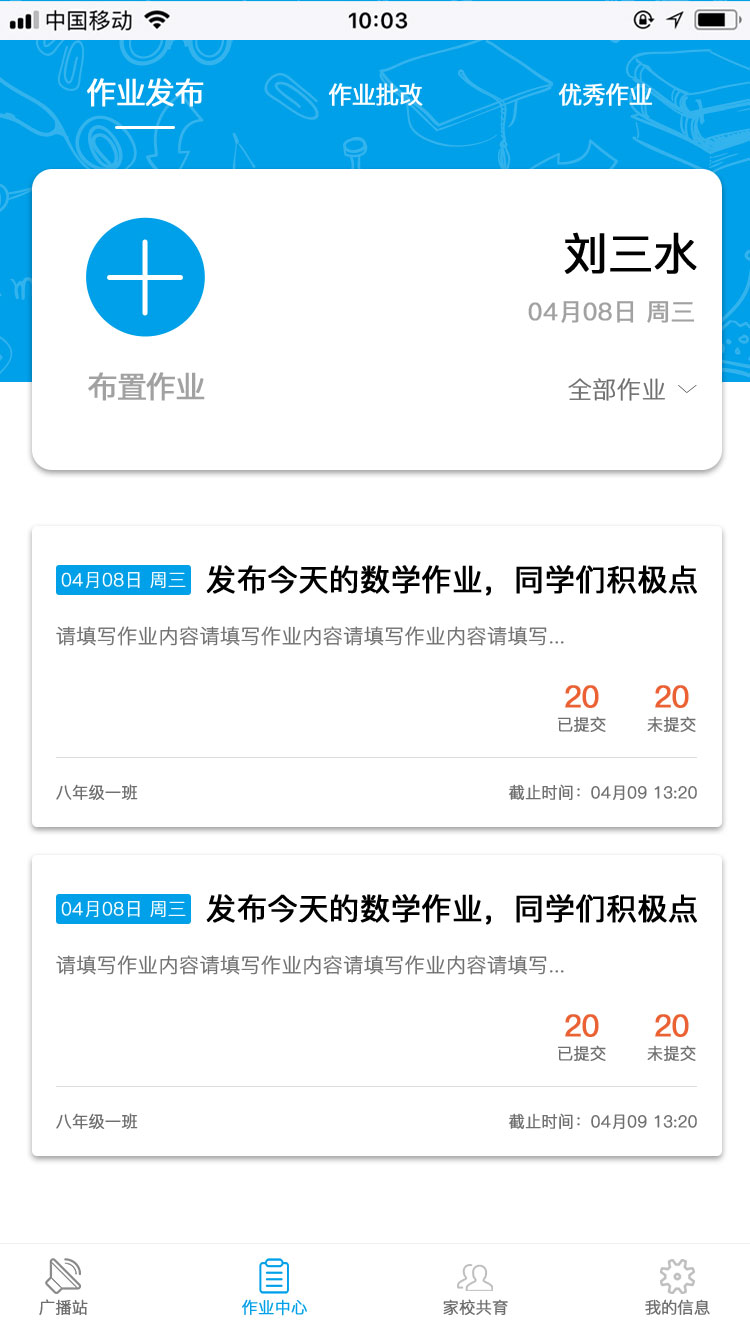 中国移动 10:03
作业发布 作业批改 优秀作业
刘三水
04月08日 周三
布置作业 全部作业
04月08日 周三 发布今天的数学作业，同学们积极点
请填写作业内容请填写作业内容请填写作业内容请填写...
20 20
已提交 未提交
八年级一班 截止时间：04月09 13:20
04月08日 周三 发布今天的数学作业，同学们积极点
请填写作业内容请填写作业内容请填写作业内容请填写...
20 20
已提交 未提交
八年级一班 截止时间：04月09 13:20
广播站 作业中心 家校共育 我的信息